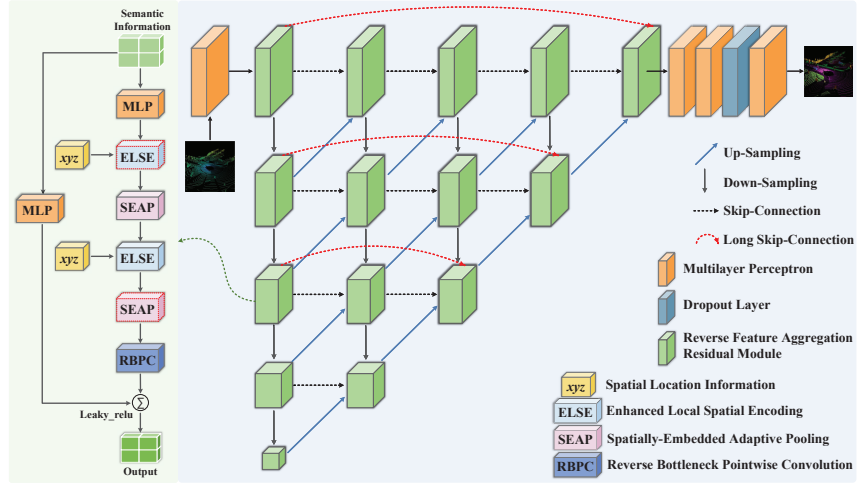 Semantic
Information
MLP
xyz
ELSE
SEAP
MLP
xyz
ELSE
SEAP
RBPC
Σ
Leaky_relu
Output
Up-Sampling
Down-Sampling
Skip-Connection
Long Skip-Connection
Multilayer Perceptron
Dropout Layer
Reverse Feature Aggregation
Residual Module
xyz Spatial Location Information
ELSE Enhanced Local Spatial Encoding
SEAP Spatially-Embedded Adaptive Pooling
RBPC Reverse Bottleneck Pointwise Convolution